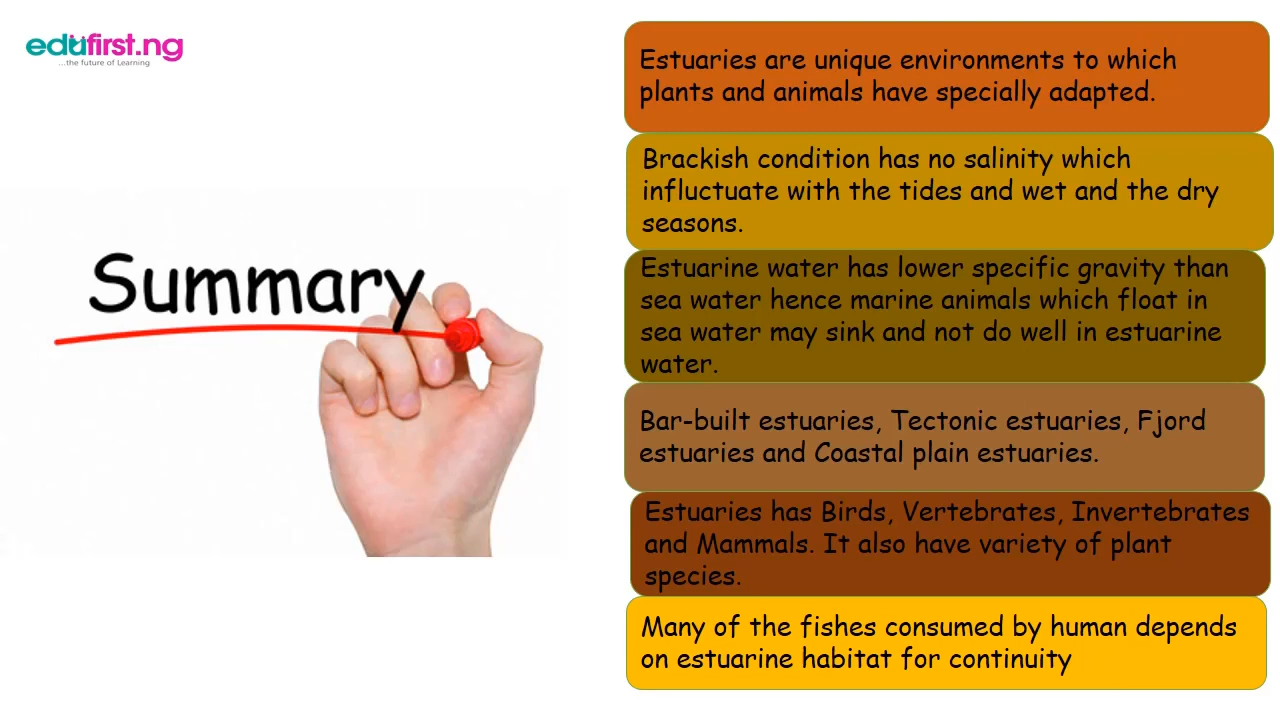 edufirst.ng
...the future of Learning
Summary
Estuaries are unique environments to which
plants and animals have specially adapted.
Brackish condition has no salinity which
influctuate with the tides and wet and the dry
seasons.
Estuarine water has lower specific gravity than
sea water hence marine animals which float in
sea water may sink and not do well in estuarine
water.
Bar-built estuaries, Tectonic estuaries, Fjord
estuaries and Coastal plain estuaries.
Estuaries has Birds, Vertebrates, Invertebrates
and Mammals. It also have variety of plant
species.
Many of the fishes consumed by human depends
on estuarine habitat for continuity